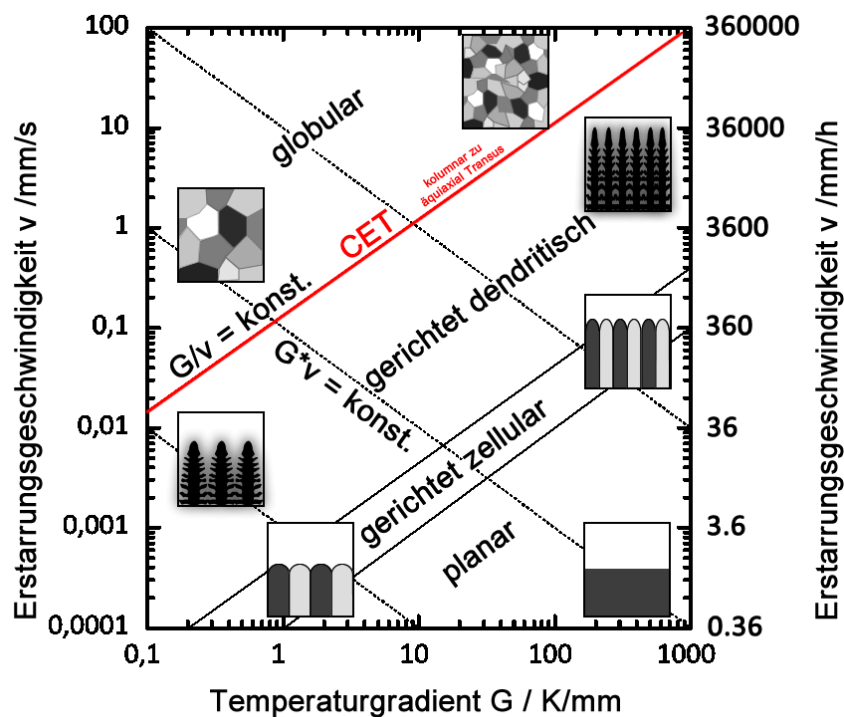 Erstarrungsgeschwindigkeit v /mm/s
100
10
1
0,1
0,01
0,001
0,0001
globular
kolumnar zu
äquiaxial Transus
CET
G/v = konst.
G*v = konst.
gerichtet dendritisch
gerichtet zellular
planar
360000
36000
3600
360
36
3.6
0.36
Erstarrungsgeschwindigkeit v /mm/h
0,1
1
10
100
1000
Temperaturgradient G / K/mm